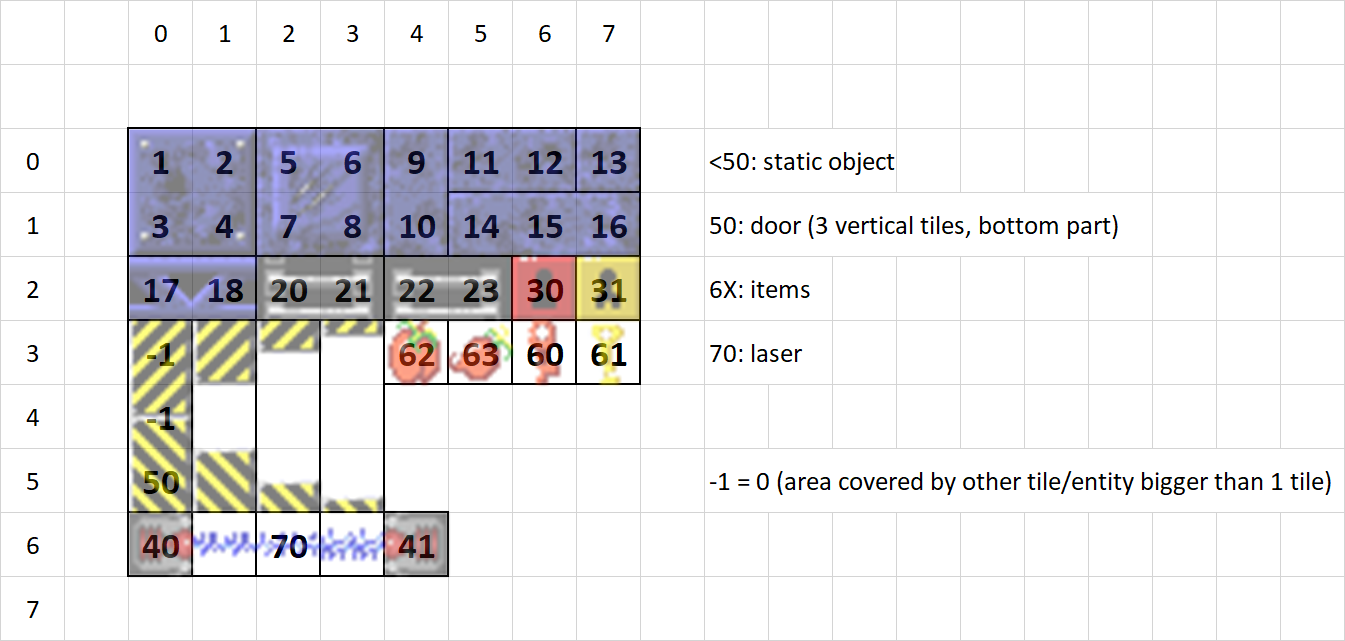 0 1 2 3 4 5 6 7
0 1 2 5 6 9 11 12 13 <50: static object
1 3 4 7 8 10 14 15 16 50: door (3 vertical tiles, bottom part)
2 17 18 20 21 22 23 30 31 6X: items
3 -1 62 63 60 61 70: laser
4 -1
5 50 -1 = 0 (area covered by other tile/entity bigger than 1 tile)
6 40 70 41
7